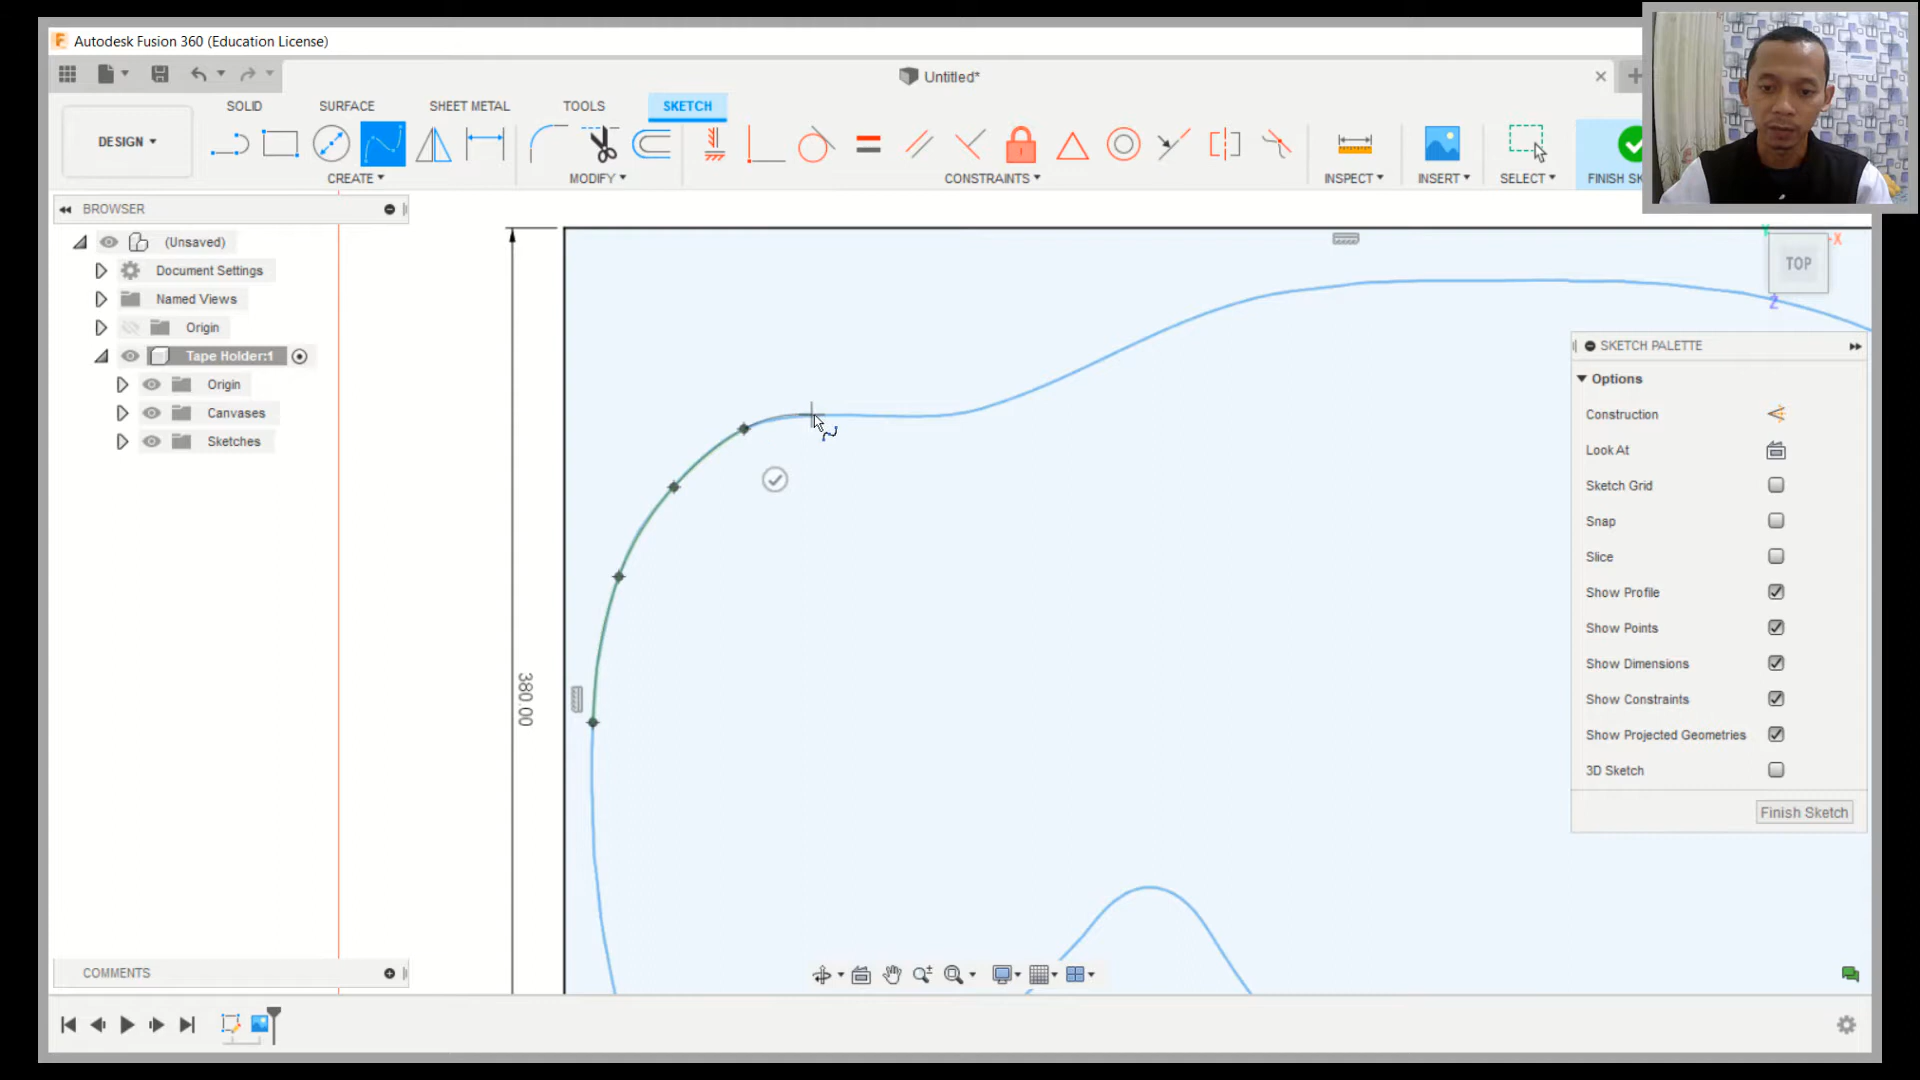 Autodesk Fusion 360 (Education License)
Untitled*
DESIGN
SOLID
SURFACE
SHEET METAL
TOOLS
SKETCH
CREATE
MODIFY
CONSTRAINTS
INSPECT
INSERT
SELECT
FINISH SK
BROWSER
(Unsaved)
Document Settings
Named Views
Origin
Tape Holder:1
Origin
Canvases
Sketches
380.00
TOP
X
Y
Z
SKETCH PALETTE
Options
Construction
Look At
Sketch Grid
Snap
Slice
Show Profile
Show Points
Show Dimensions
Show Constraints
Show Projected Geometries
3D Sketch
Finish Sketch
COMMENTS